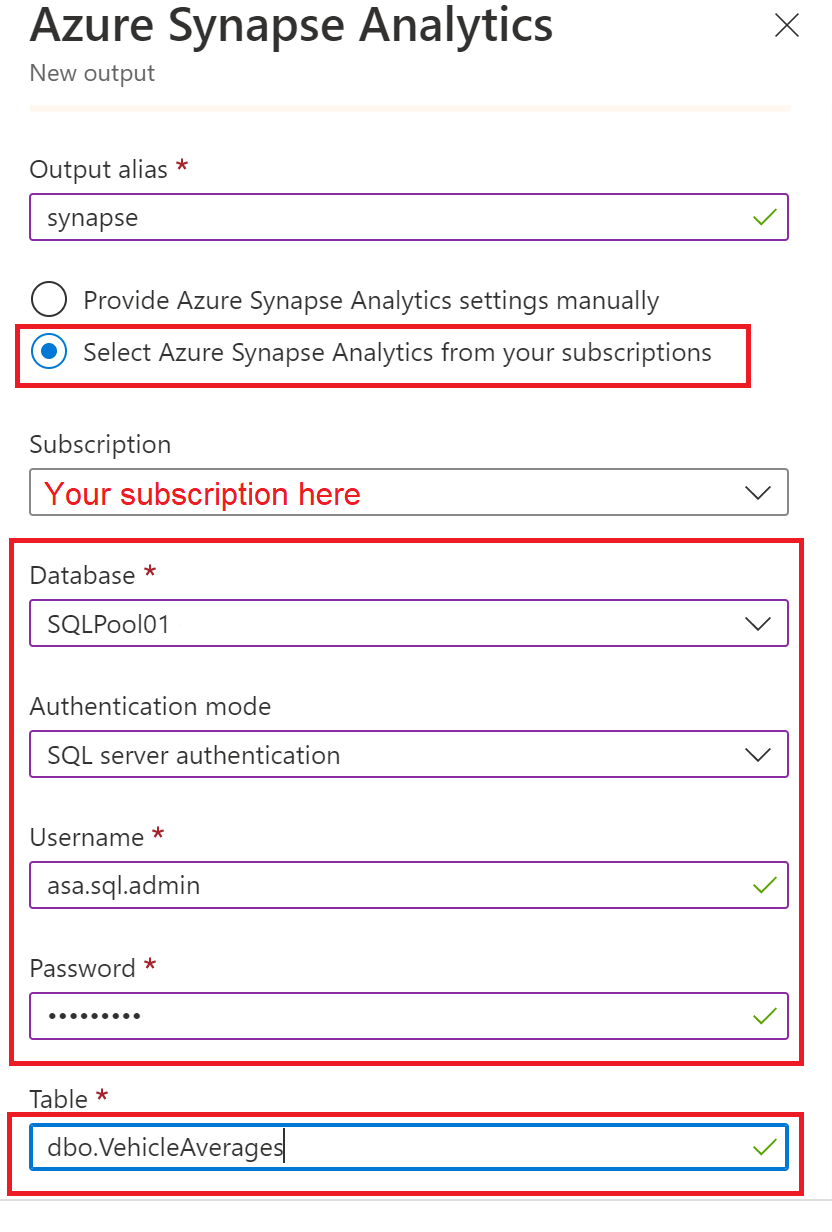 Azure Synapse Analytics
New output
Output alias *
synapse
Provide Azure Synapse Analytics settings manually
Select Azure Synapse Analytics from your subscriptions
Subscription
Your subscription here
Database *
SQLPool01
Authentication mode
SQL server authentication
Username *
asa.sql.admin
Password *
•••••••••
Table *
dbo.VehicleAverages